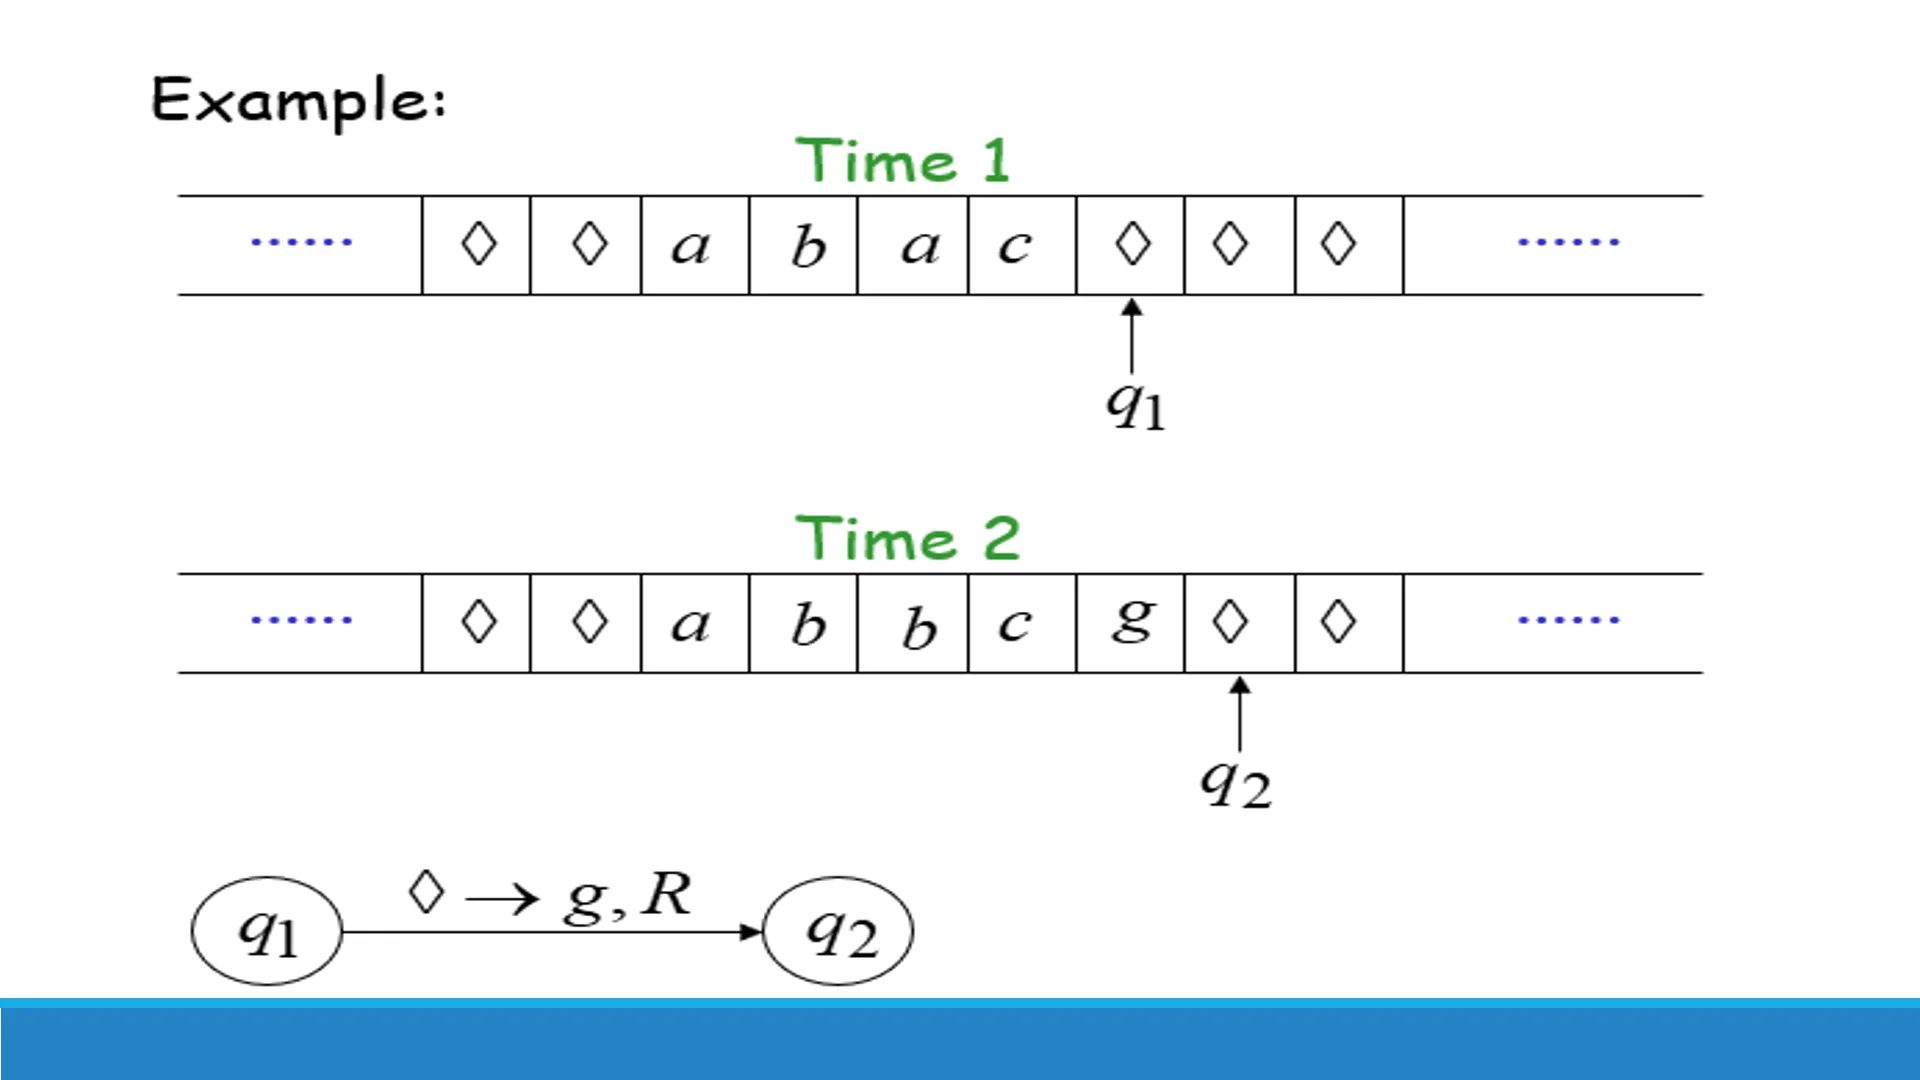 Example:
Time 1
...... ◊ ◊ a b a c ◊ ◊ ◊ ......
q1
Time 2
...... ◊ ◊ a b b c g ◊ ◊ ......
q2
◊ → g, R
q1 q2